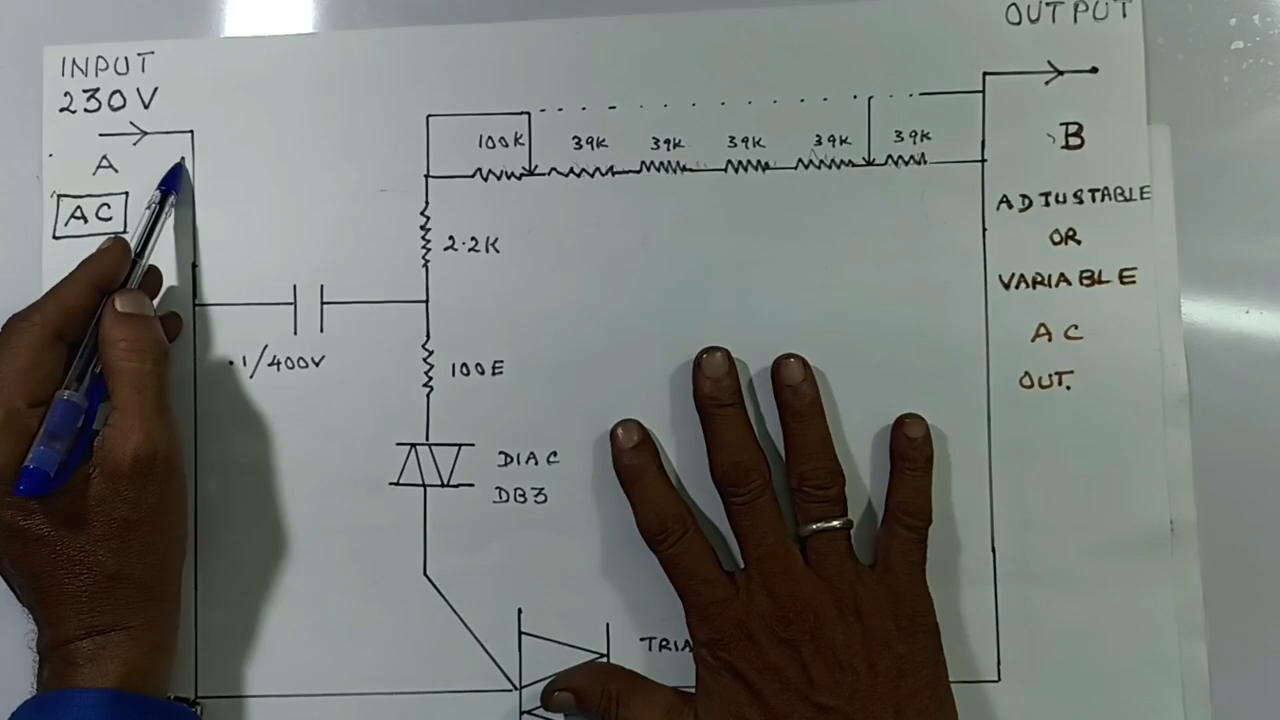 INPUT
230V
A
AC
OUTPUT
100K 39K 39K 39K 39K 39K
B
ADJUSTABLE
OR
VARIABLE
AC
OUT.
2.2K
.1/400V
100E
DIAC
DB3
TRIA